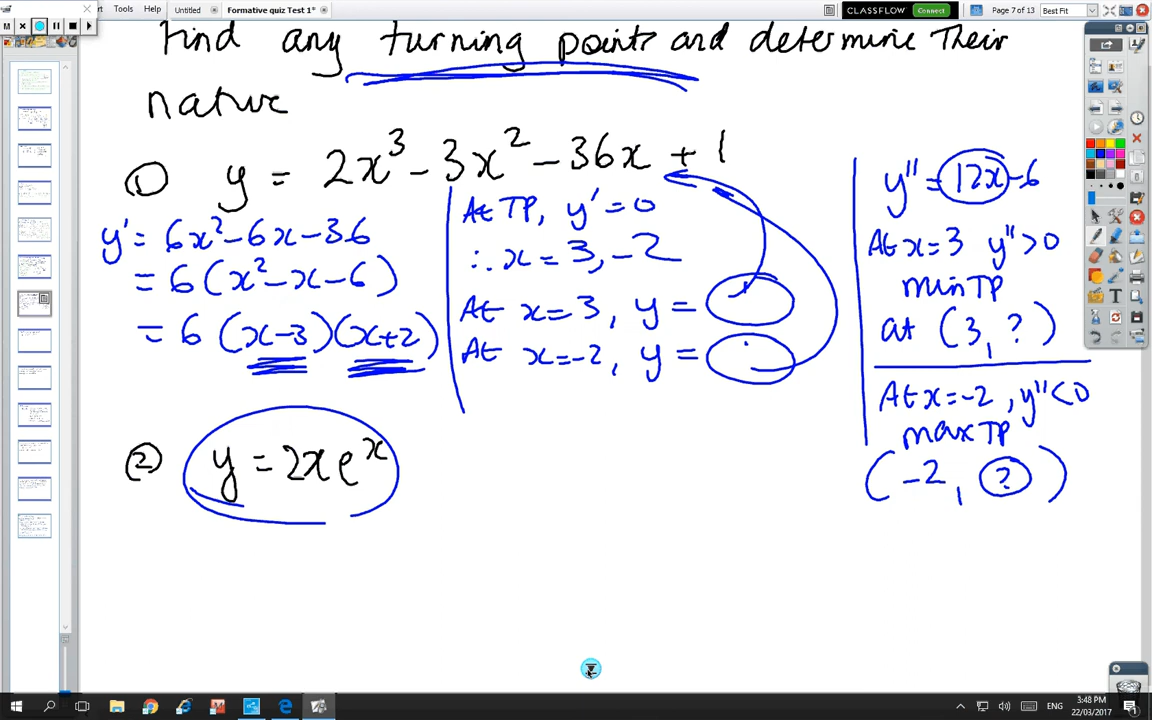 Tools Help Untitled Formative quiz Test 1* CLASSFLOW Connect Page 7 of 13 Best Fit
Find any turning points and determine their
nature
① y = 2x³ - 3x² - 36x + 1
y' = 6x² - 6x - 36
= 6(x² - x - 6)
= 6(x-3)(x+2)
At TP, y' = 0
∴ x = 3, -2
At x = 3, y =
At x = -2, y =
y'' = 12x - 6
At x = 3 y'' > 0
min TP
at (3, ?)
At x = -2, y'' < 0
max TP
(-2, ?)
② y = 2xeˣ
ENG
3:48 PM
22/03/2017